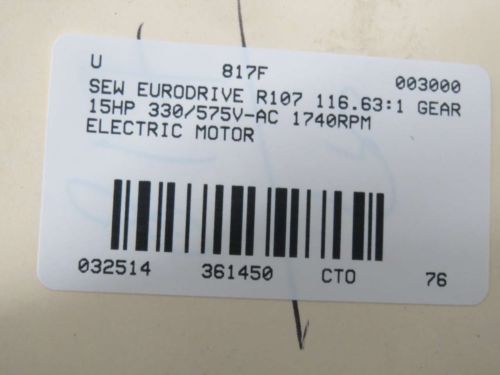 U 817F 003000
SEW EURODRIVE R107 116.63:1 GEAR
15HP 330/575V-AC 1740RPM
ELECTRIC MOTOR
032514 361450 CTO 76